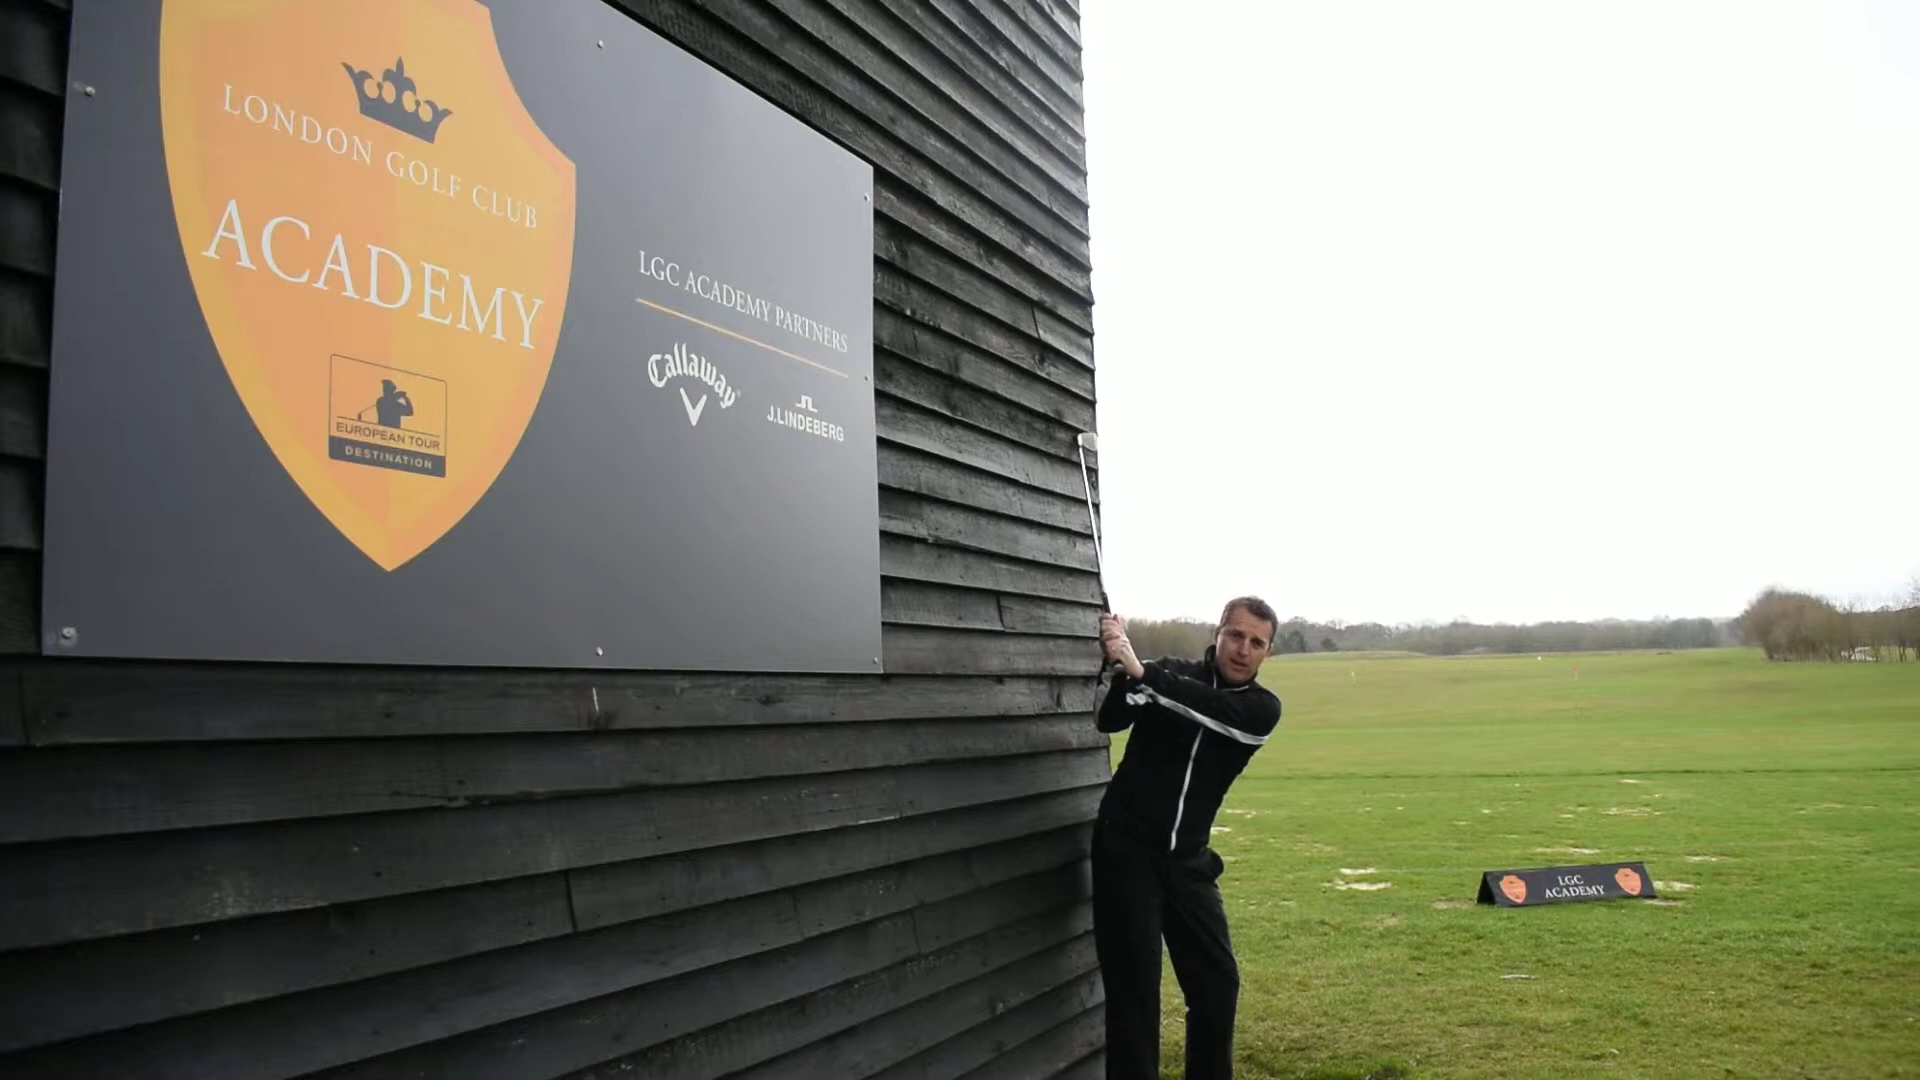 LONDON GOLF CLUB
ACADEMY
EUROPEAN TOUR
DESTINATION
LGC ACADEMY PARTNERS
Callaway
J.LINDEBERG
LGC
ACADEMY